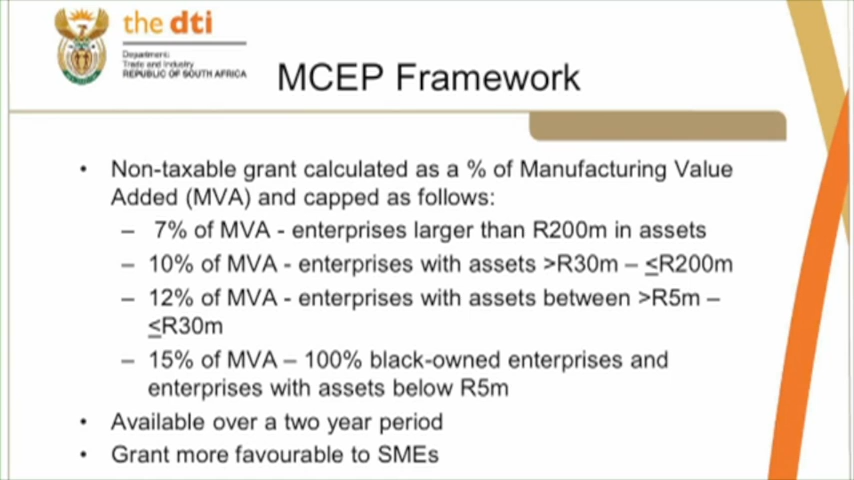 the dti
Department:
Trade and Industry
REPUBLIC OF SOUTH AFRICA
MCEP Framework
• Non-taxable grant calculated as a % of Manufacturing Value
Added (MVA) and capped as follows:
– 7% of MVA - enterprises larger than R200m in assets
– 10% of MVA - enterprises with assets >R30m – ≤R200m
– 12% of MVA - enterprises with assets between >R5m –
≤R30m
– 15% of MVA – 100% black-owned enterprises and
enterprises with assets below R5m
• Available over a two year period
• Grant more favourable to SMEs